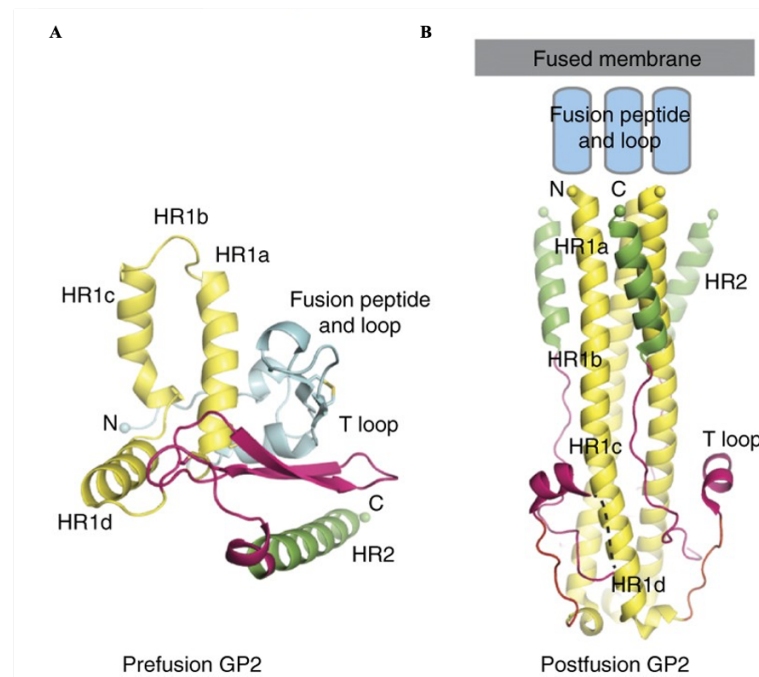 A
HR1b
HR1a
HR1c
Fusion peptide
and loop
N
T loop
HR1d
C
HR2
Prefusion GP2
B
Fused membrane
Fusion peptide
and loop
N
C
HR1a
HR2
HR1b
HR1c
T loop
HR1d
Postfusion GP2